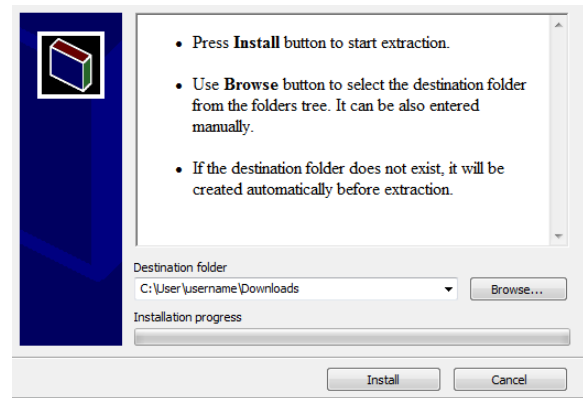 • Press Install button to start extraction.
• Use Browse button to select the destination folder
from the folders tree. It can be also entered
manually.
• If the destination folder does not exist, it will be
created automatically before extraction.
Destination folder
C:\User\username\Downloads
Browse...
Installation progress
Install
Cancel